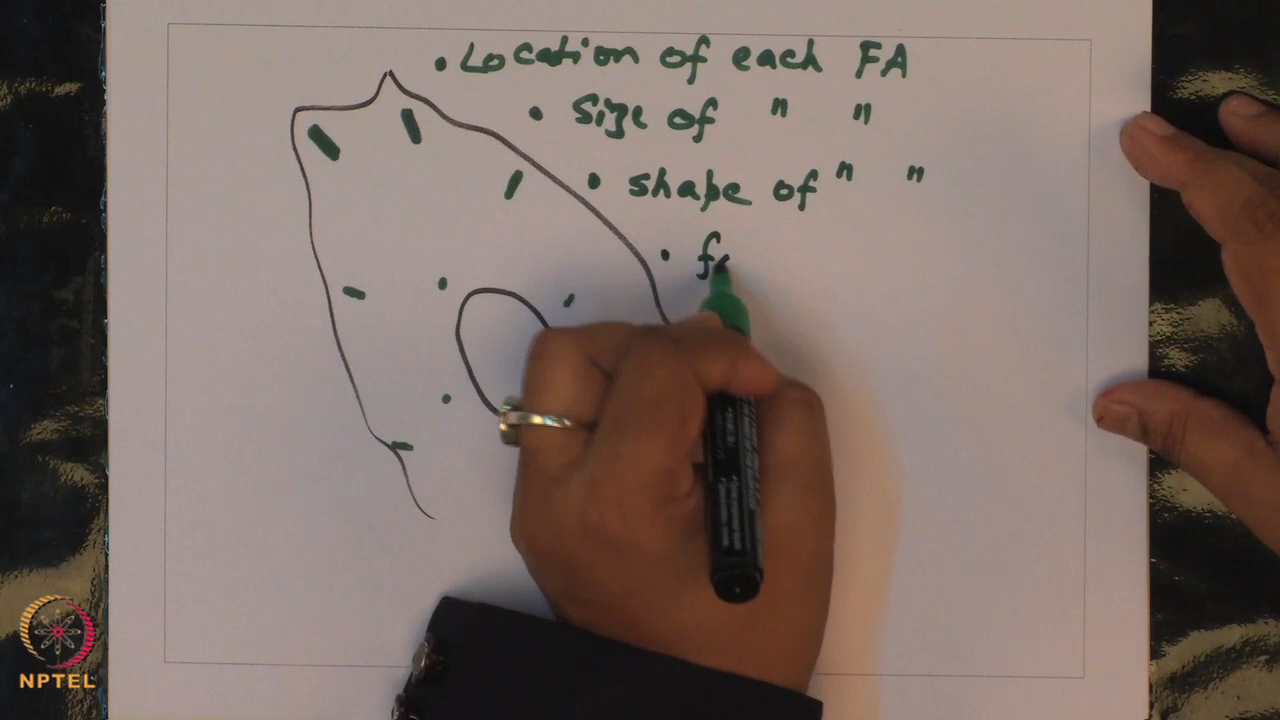 • Location of each FA
• Size of " "
• shape of " "
• f
NPTEL